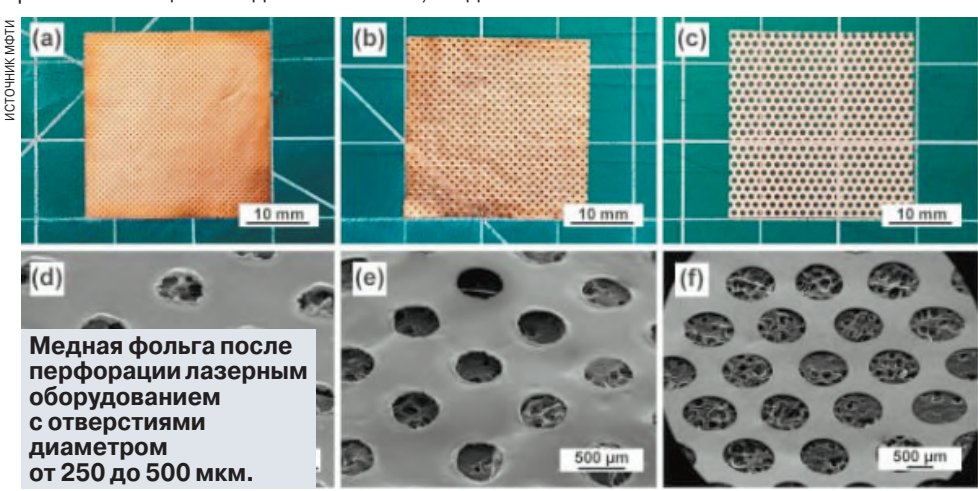 ИСТОЧНИК МФТИ
(a)
(b)
(c)
10 mm
10 mm
10 mm
(d)
(e)
(f)
Медная фольга после
перфорации лазерным
оборудованием
с отверстиями
диаметром
от 250 до 500 мкм.
500 µm
500 µm